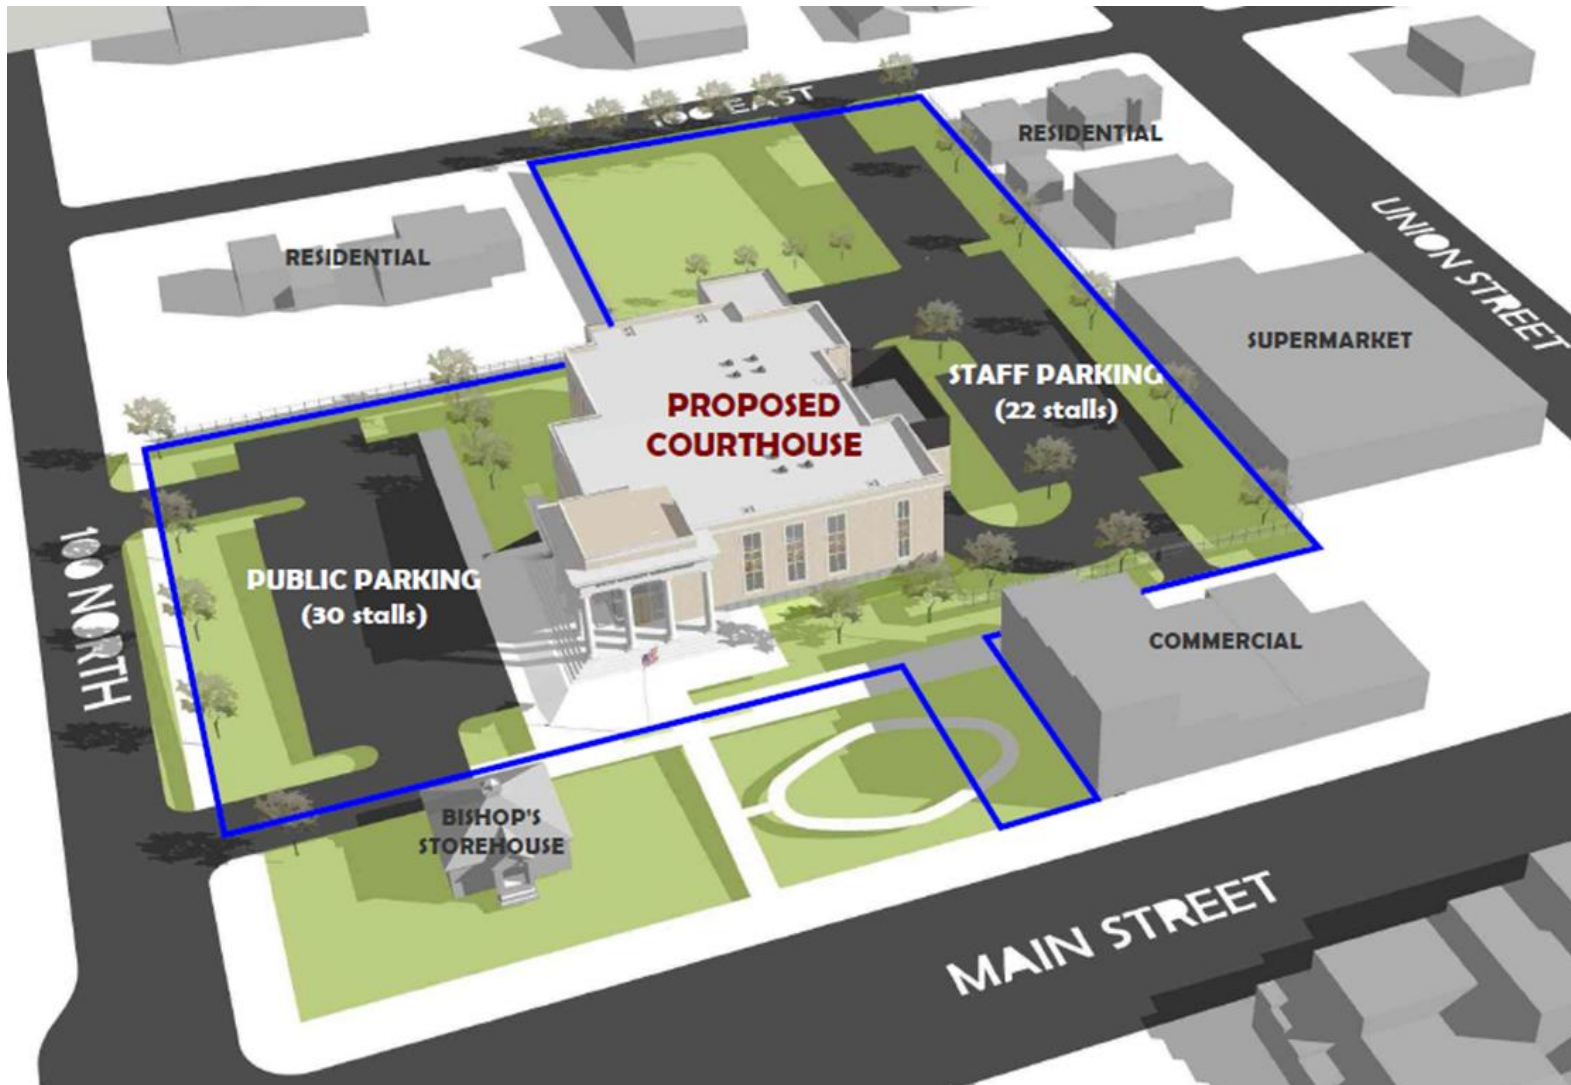 100 EAST
RESIDENTIAL
RESIDENTIAL
UNION STREET
SUPERMARKET
STAFF PARKING
(22 stalls)
PROPOSED
COURTHOUSE
100 NORTH
PUBLIC PARKING
(30 stalls)
COMMERCIAL
BISHOP'S
STOREHOUSE
MAIN STREET